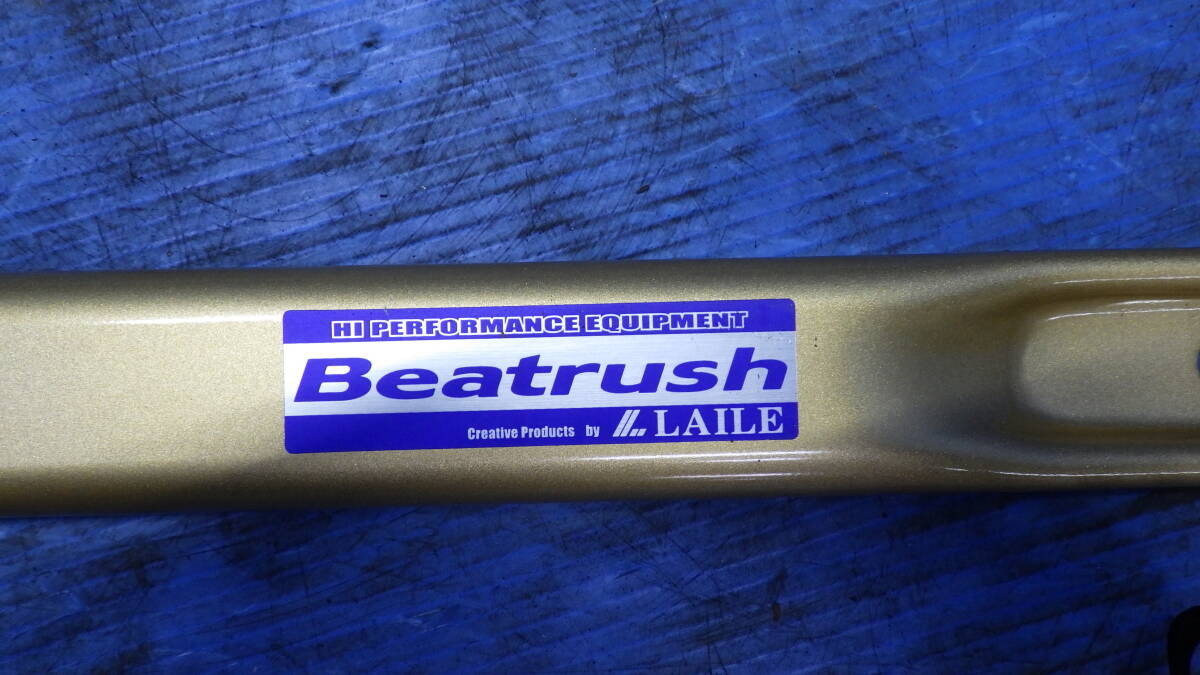 HI PERFORMANCE EQUIPMENT
Beatrush
Creative Products by LAILE